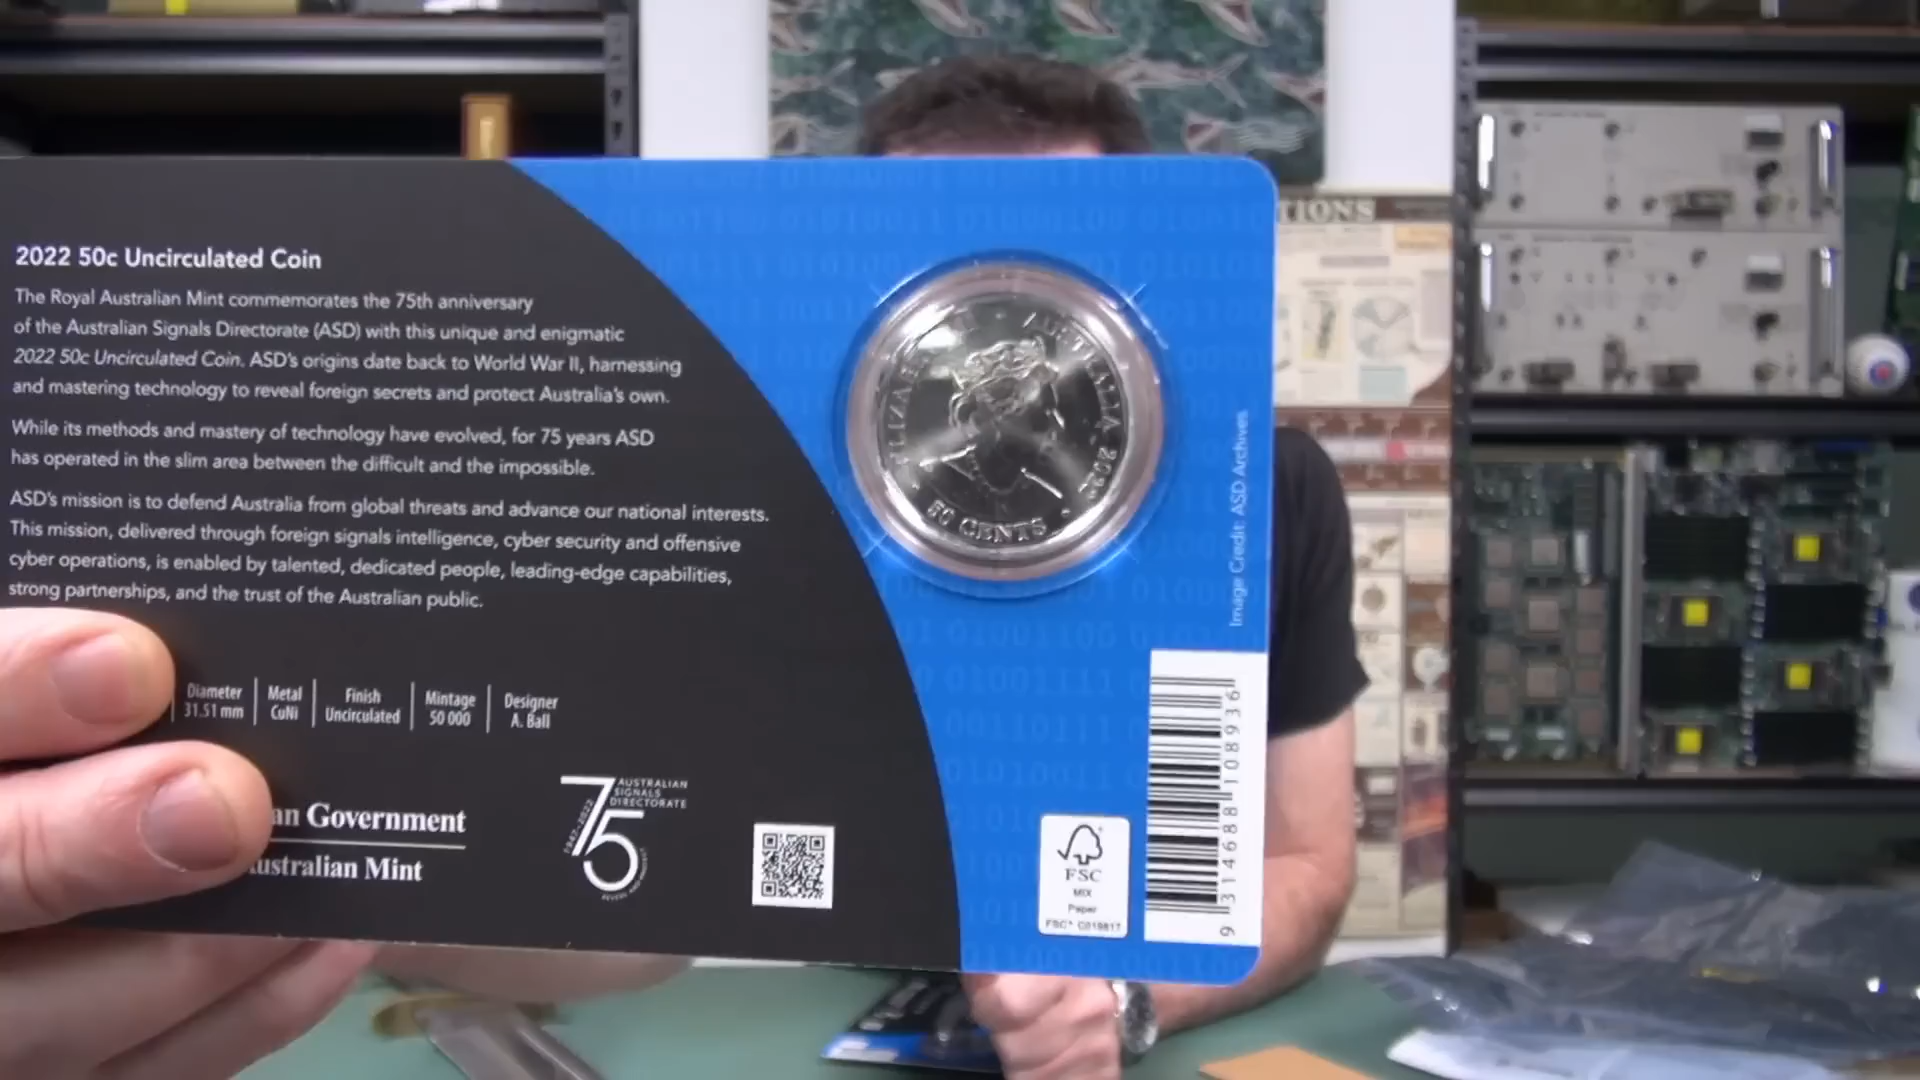 TIONS
2022 50c Uncirculated Coin
The Royal Australian Mint commemorates the 75th anniversary
of the Australian Signals Directorate (ASD) with this unique and enigmatic
2022 50c Uncirculated Coin. ASD's origins date back to World War II, harnessing
and mastering technology to reveal foreign secrets and protect Australia's own.
While its methods and mastery of technology have evolved, for 75 years ASD
has operated in the slim area between the difficult and the impossible.
ASD's mission is to defend Australia from global threats and advance our national interests.
This mission, delivered through foreign signals intelligence, cyber security and offensive
cyber operations, is enabled by talented, dedicated people, leading-edge capabilities,
strong partnerships, and the trust of the Australian public.
Diameter
31.51 mm
Metal
CuNi
Finish
Uncirculated
Mintage
50 000
Designer
A. Ball
an Government
ustralian Mint
75
AUSTRALIAN
SIGNALS
DIRECTORATE
1947-2022
AUSTRALIA
50 CENTS
Image Credit: ASD Archives
FSC
MIX
Paper
9 314688 108936